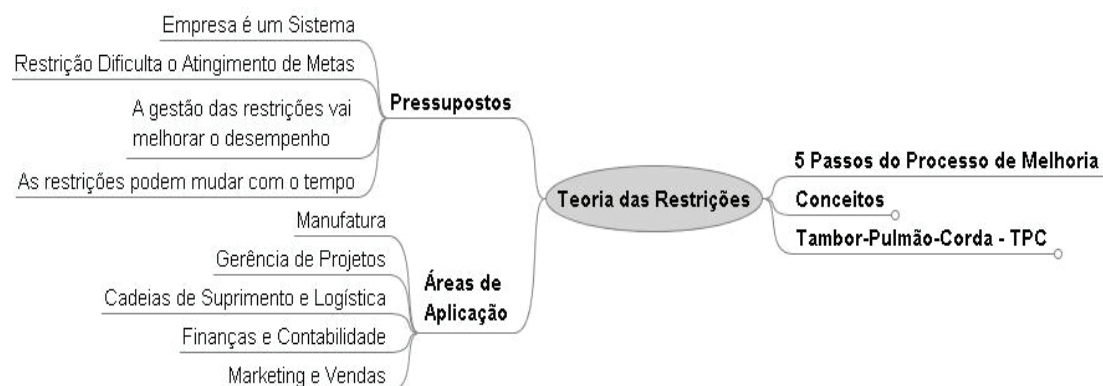 Empresa é um Sistema
Restrição Dificulta o Atingimento de Metas
A gestão das restrições vai
melhorar o desempenho
As restrições podem mudar com o tempo
Pressupostos
Manufatura
Gerência de Projetos
Cadeias de Suprimento e Logística
Finanças e Contabilidade
Marketing e Vendas
Áreas de
Aplicação
Teoria das Restrições
5 Passos do Processo de Melhoria
Conceitos
Tambor-Pulmão-Corda - TPC